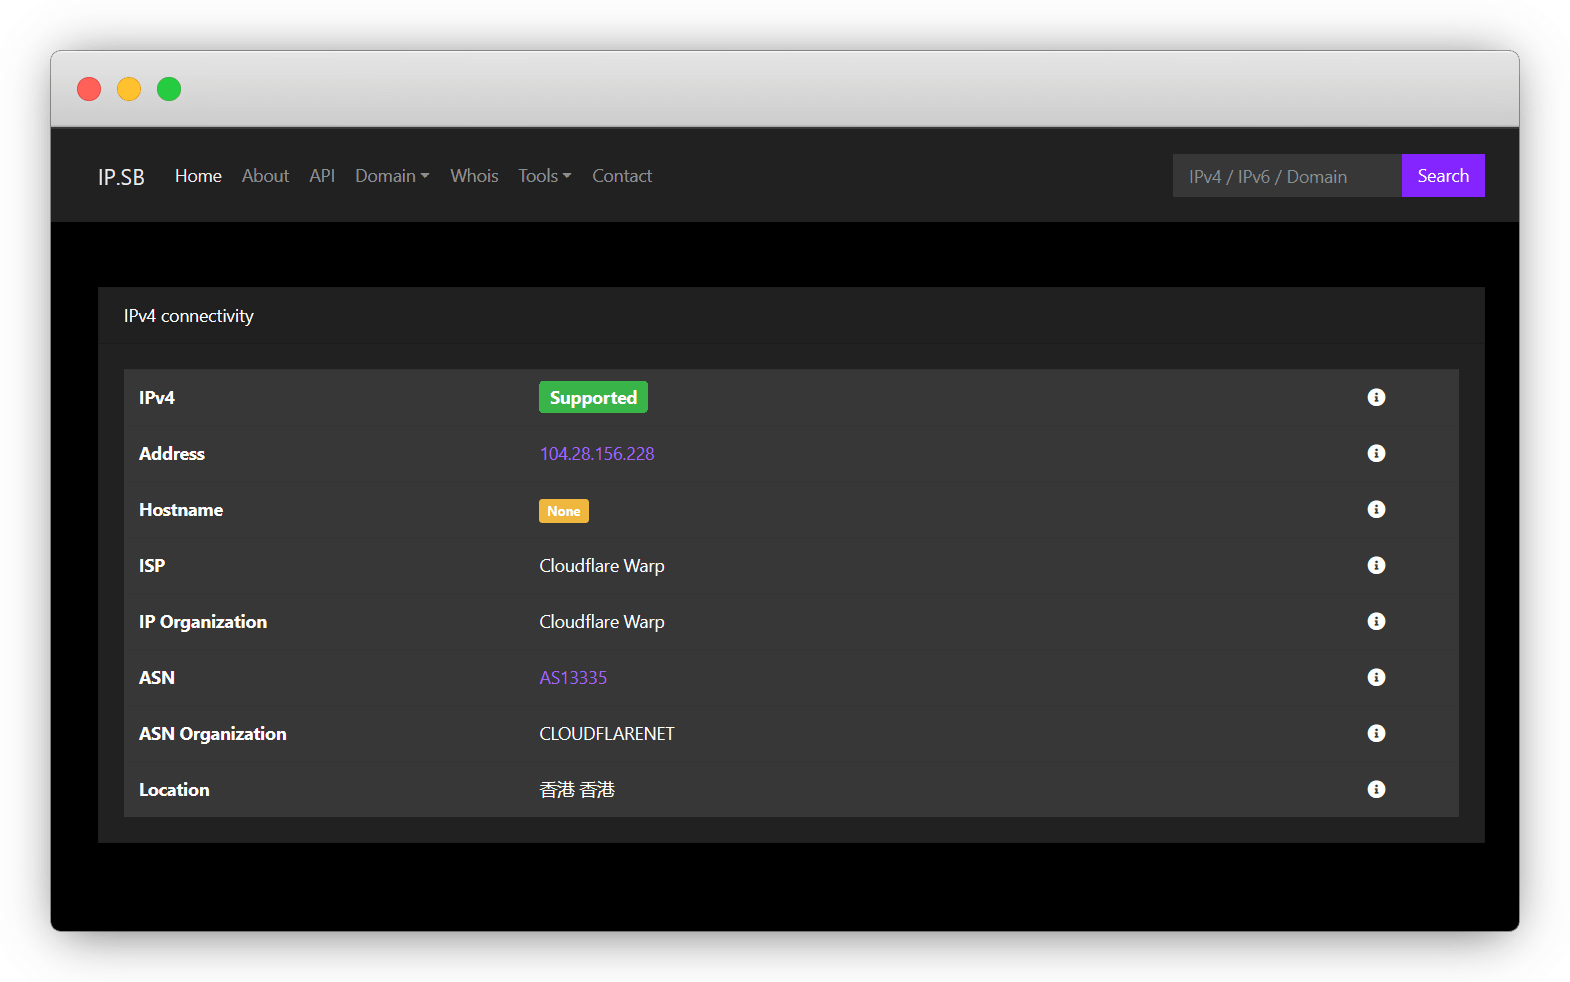 IP.SB Home About API Domain Whois Tools Contact IPv4 / IPv6 / Domain Search
IPv4 connectivity
IPv4 Supported
Address 104.28.156.228
Hostname None
ISP Cloudflare Warp
IP Organization Cloudflare Warp
ASN AS13335
ASN Organization CLOUDFLARENET
Location 香港 香港